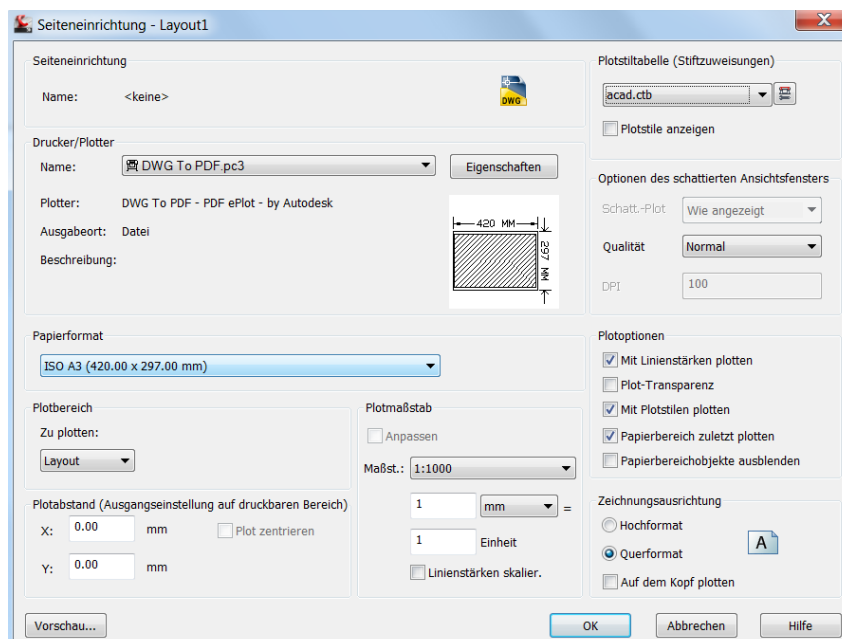 Seiteneinrichtung - Layout1
Seiteneinrichtung
Name: <keine>
DWG
Drucker/Plotter
Name: DWG To PDF.pc3
Eigenschaften
Plotter: DWG To PDF - PDF ePlot - by Autodesk
Ausgabeort: Datei
Beschreibung:
420 MM
297 MM
Papierformat
ISO A3 (420.00 x 297.00 mm)
Plotbereich
Zu plotten:
Layout
Plotabstand (Ausgangseinstellung auf druckbaren Bereich)
X: 0.00 mm
Plot zentrieren
Y: 0.00 mm
Plotmaßstab
Anpassen
Maßst.: 1:1000
1 mm =
1 Einheit
Linienstärken skalier.
Plotstiltabelle (Stiftzuweisungen)
acad.ctb
Plotstile anzeigen
Optionen des schattierten Ansichtsfensters
Schatt.-Plot Wie angezeigt
Qualität Normal
DPI 100
Plotoptionen
Mit Linienstärken plotten
Plot-Transparenz
Mit Plotstilen plotten
Papierbereich zuletzt plotten
Papierbereichobjekte ausblenden
Zeichnungsausrichtung
Hochformat
Querformat
A
Auf dem Kopf plotten
Vorschau...
OK
Abbrechen
Hilfe